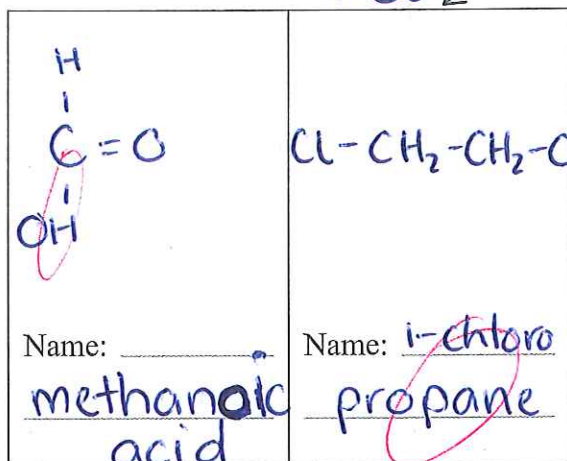 H
C=O
OH
Cl-CH₂-CH₂-C
Name: methanoic acid
Name: 1-chloro propane